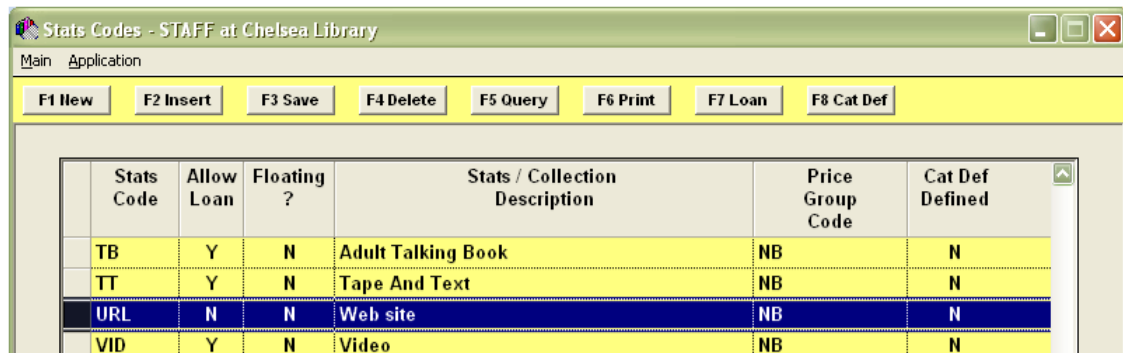 Stats Codes - STAFF at Chelsea Library
Main Application
F1 New F2 Insert F3 Save F4 Delete F5 Query F6 Print F7 Loan F8 Cat Def
Stats Allow Floating Stats / Collection Price Cat Def
Code Loan ? Description Group Defined
Code
TB Y N Adult Talking Book NB N
TT Y N Tape And Text NB N
URL N N Web site NB N
VID Y N Video NB N